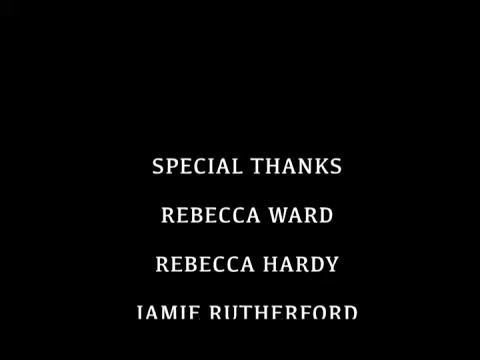 SPECIAL THANKS
REBECCA WARD
REBECCA HARDY
JAMIE RUTHERFORD